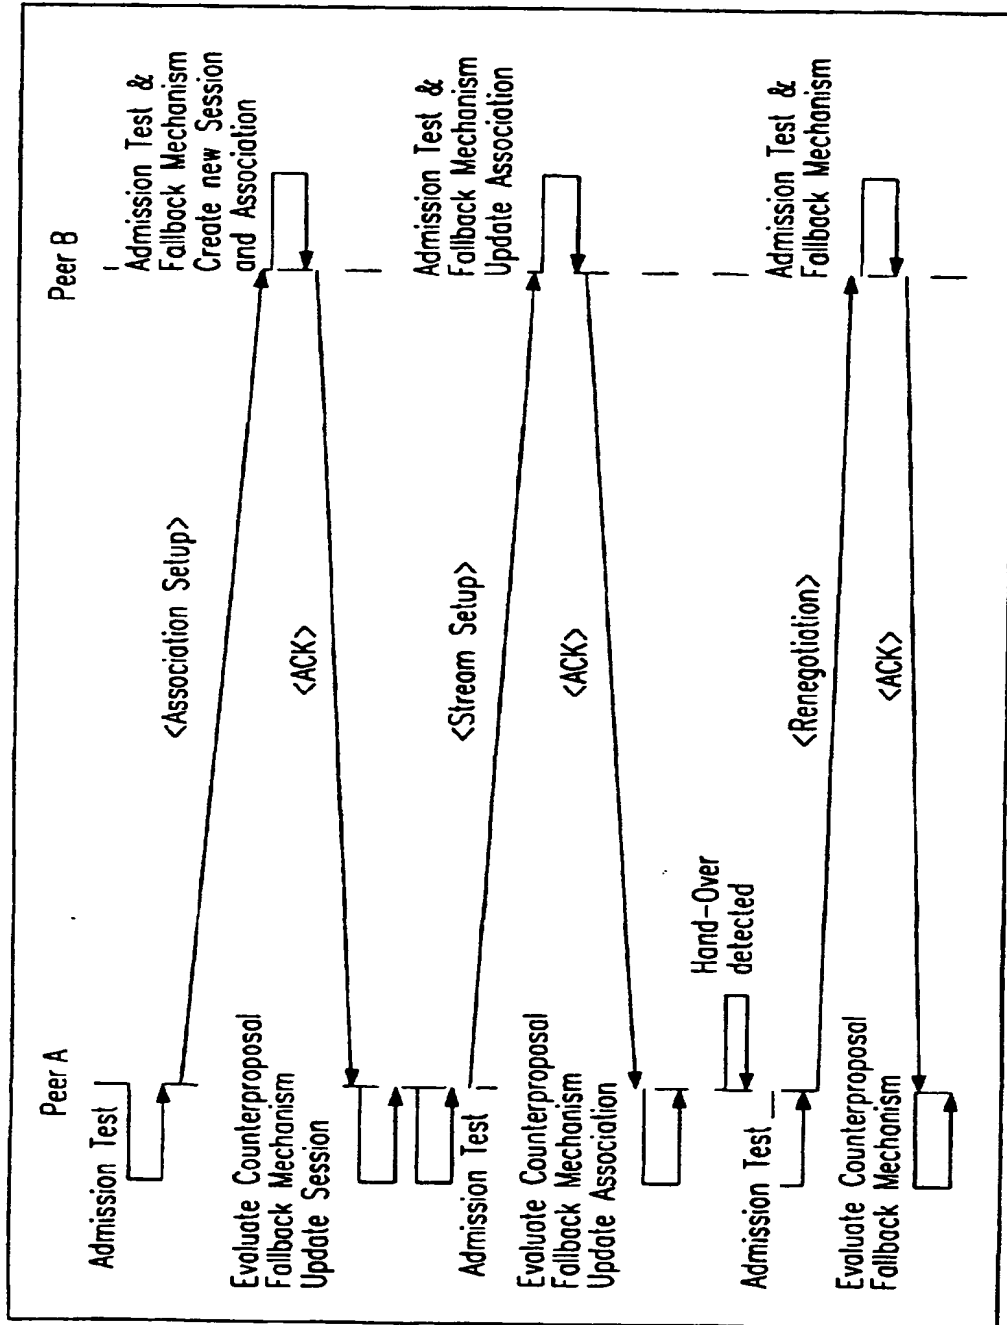 Peer A
Peer B
Admission Test
<Association Setup>
Admission Test &
Fallback Mechanism
Create new Session
and Association
<ACK>
Evaluate Counterproposal
Fallback Mechanism
Update Session
Admission Test
<Stream Setup>
Admission Test &
Fallback Mechanism
Update Association
<ACK>
Evaluate Counterproposal
Fallback Mechanism
Update Association
Hand-Over
detected
Admission Test
<Renegotiation>
Admission Test &
Fallback Mechanism
<ACK>
Evaluate Counterproposal
Fallback Mechanism